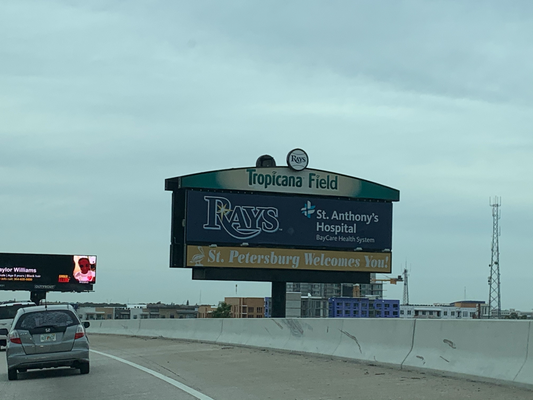 RAYS
Tropicana Field
RAYS
St. Anthony's
Hospital
BayCare Health System
St. Petersburg Welcomes You!
aylor Williams